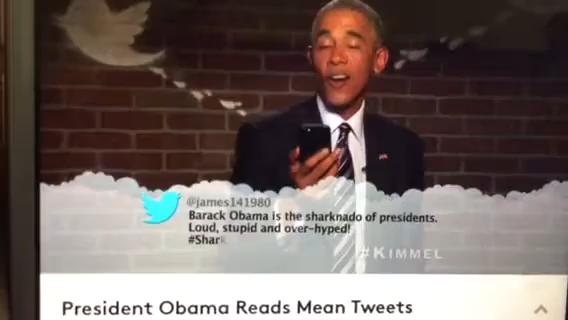 @james141980
Barack Obama is the sharknado of presidents.
Loud, stupid and over-hyped!
#Shark
#KIMMEL
President Obama Reads Mean Tweets